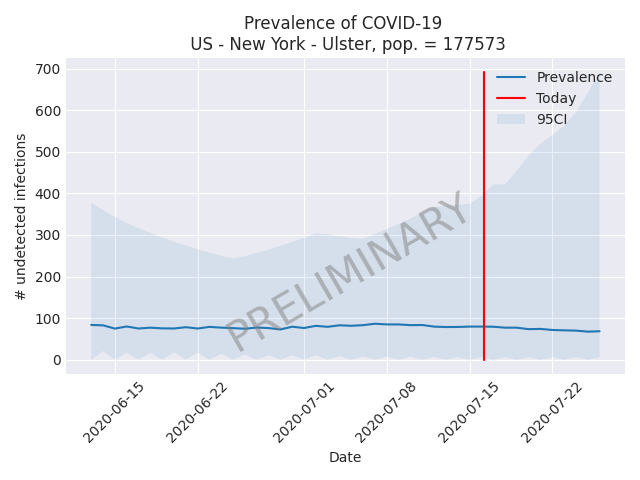 Prevalence of COVID-19
US - New York - Ulster, pop. = 177573
700
600
500
400
300
200
100
0
# undetected infections
Prevalence
Today
95CI
PRELIMINARY
2020-06-15
2020-06-22
2020-07-01
2020-07-08
2020-07-15
2020-07-22
Date